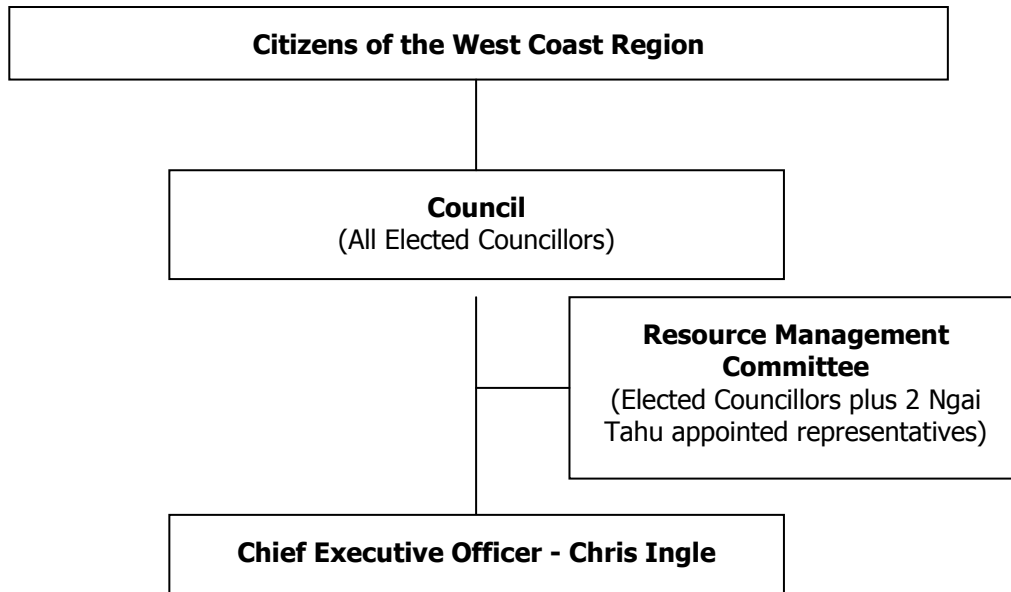 Citizens of the West Coast Region
Council
(All Elected Councillors)
Resource Management
Committee
(Elected Councillors plus 2 Ngai
Tahu appointed representatives)
Chief Executive Officer - Chris Ingle